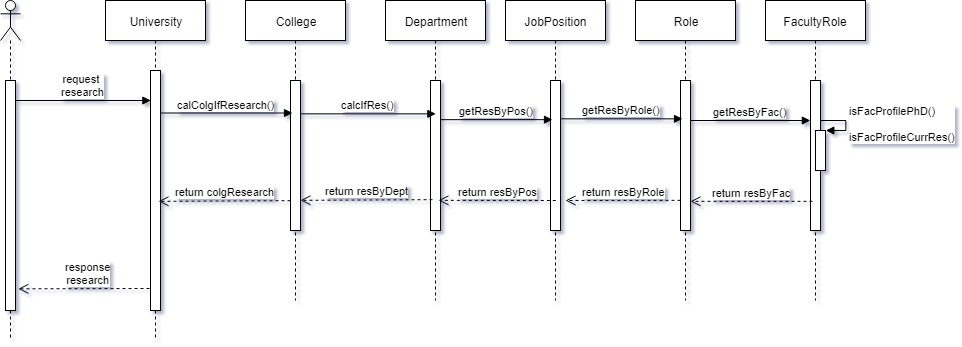 University
College
Department
JobPosition
Role
FacultyRole
request
research
calColgIfResearch()
calcIfRes()
getResByPos()
getResByRole()
getResByFac()
isFacProfilePhD()
isFacProfileCurrRes()
return colgResearch
return resByDept
return resByPos
return resByRole
return resByFac
response
research